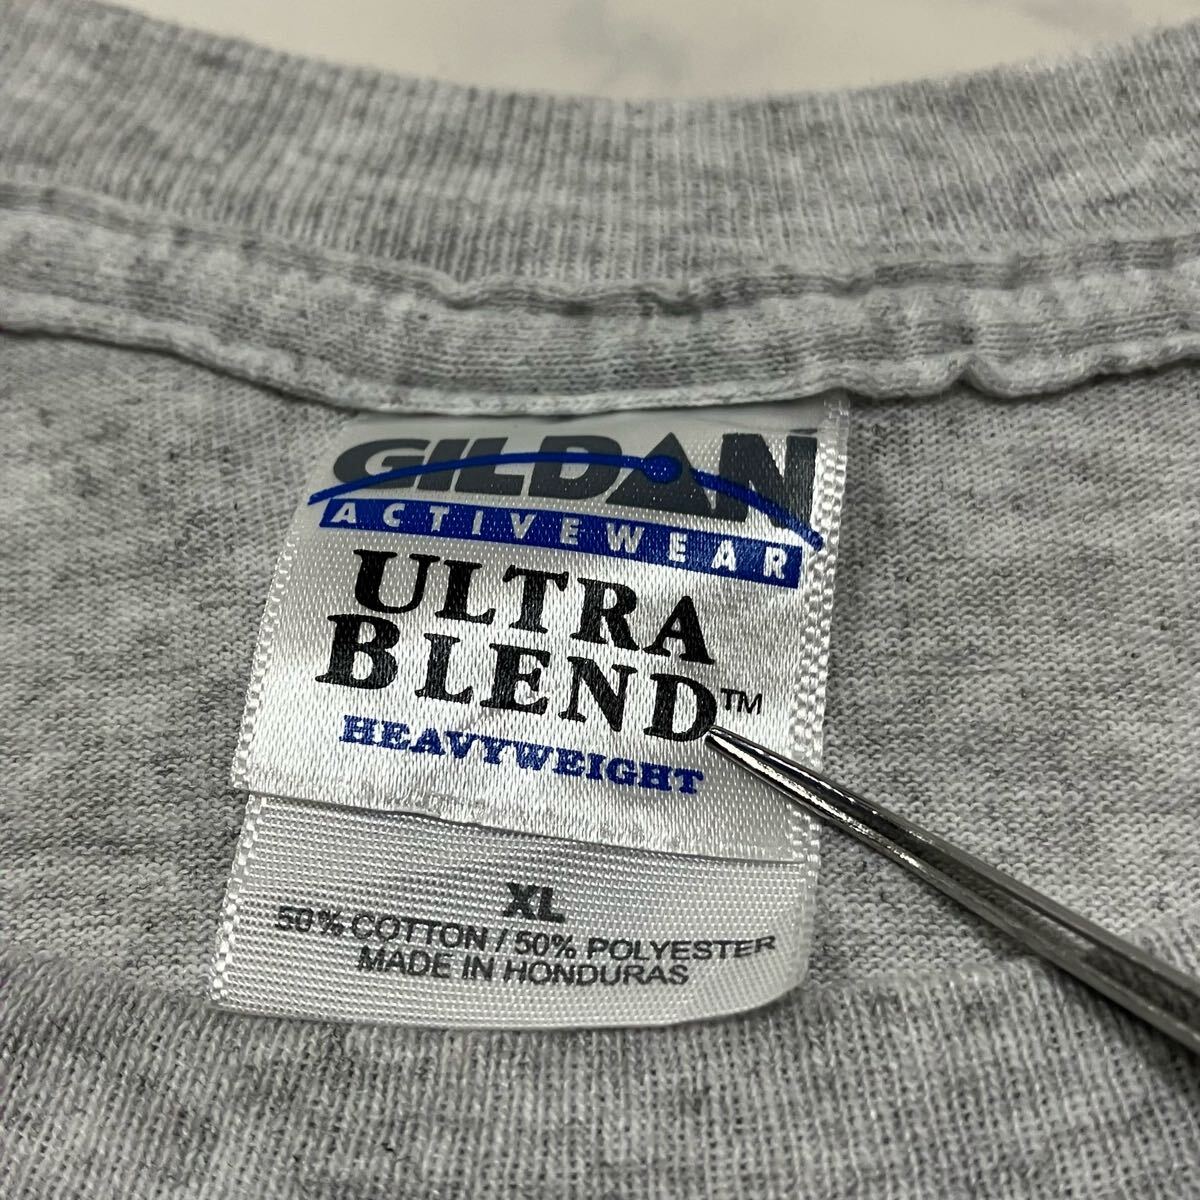 GILDAN
ACTIVEWEAR
ULTRA
BLEND™
HEAVYWEIGHT
XL
50% COTTON / 50% POLYESTER
MADE IN HONDURAS